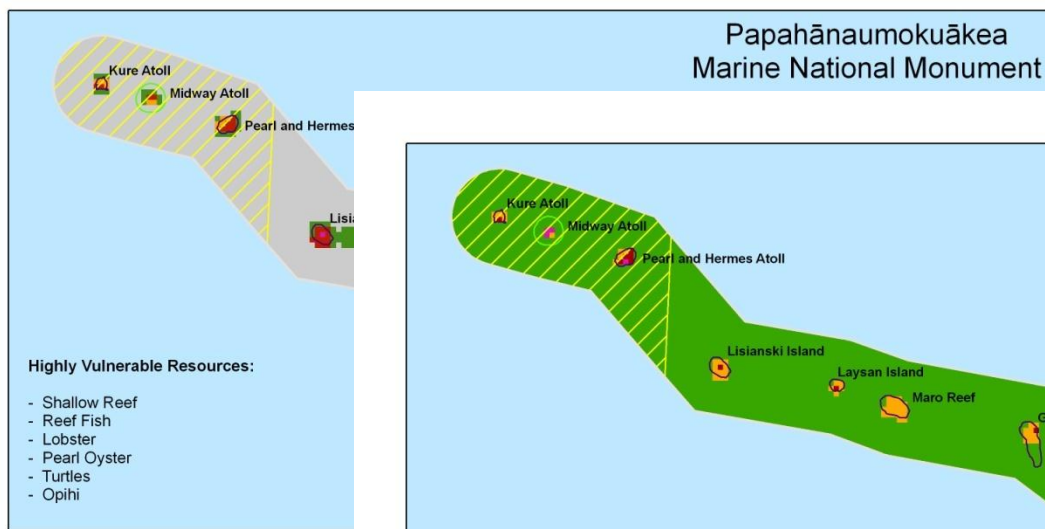 Papahānaumokuākea
Marine National Monument
Kure Atoll
Midway Atoll
Pearl and Hermes
Lisia
Highly Vulnerable Resources:
- Shallow Reef
- Reef Fish
- Lobster
- Pearl Oyster
- Turtles
- Opihi
Kure Atoll
Midway Atoll
Pearl and Hermes Atoll
Lisianski Island
Laysan Island
Maro Reef
G